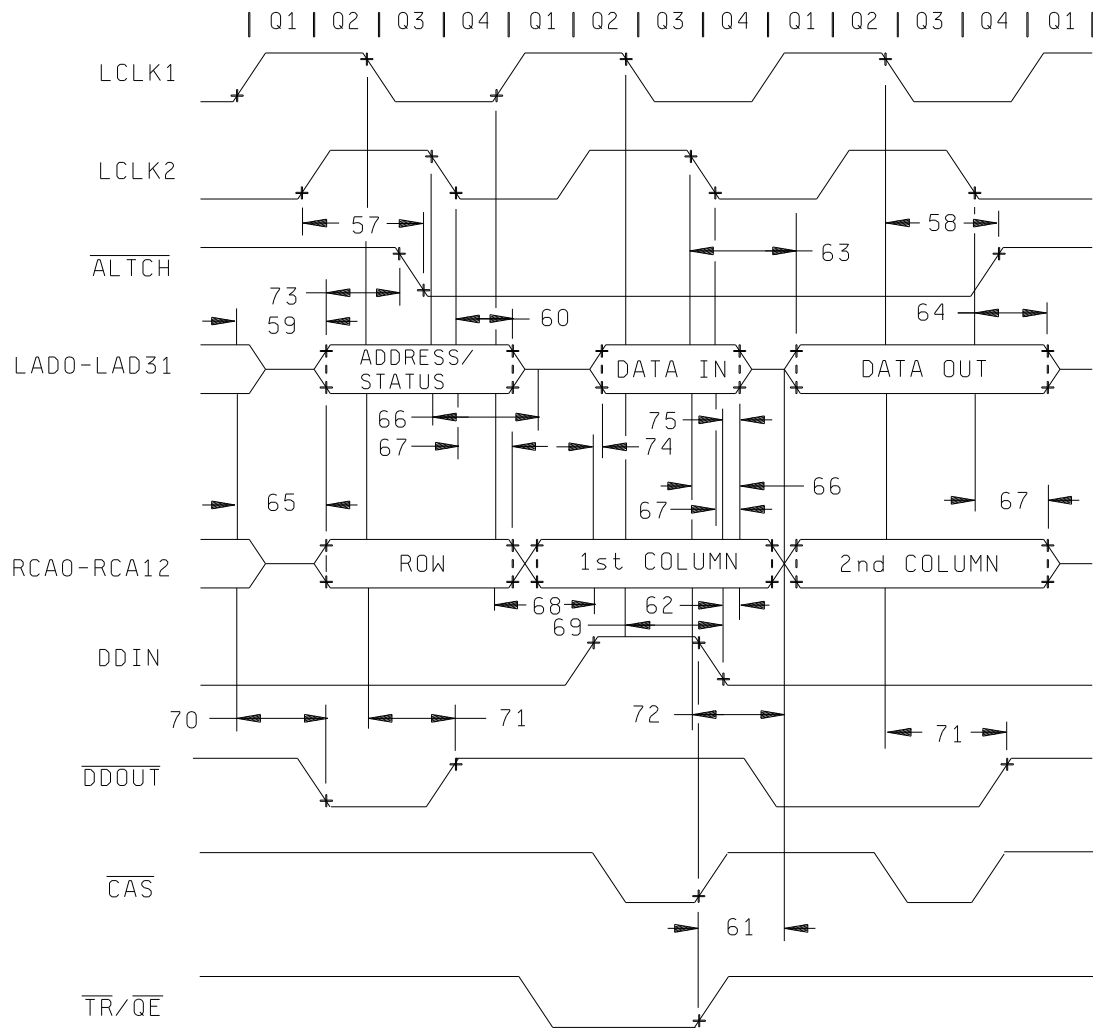 Q1 Q2 Q3 Q4 Q1 Q2 Q3 Q4 Q1 Q2 Q3 Q4 Q1
LCLK1
LCLK2
57 58
63
ALTCH
73
59 60 64
LAD0-LAD31 ADDRESS/
STATUS DATA IN DATA OUT
66 75
67 74
66
65 67 67
RCA0-RCA12 ROW 1st COLUMN 2nd COLUMN
68 62
69
DDIN
70 71 72 71
DDOUT
CAS
61
TR/QE